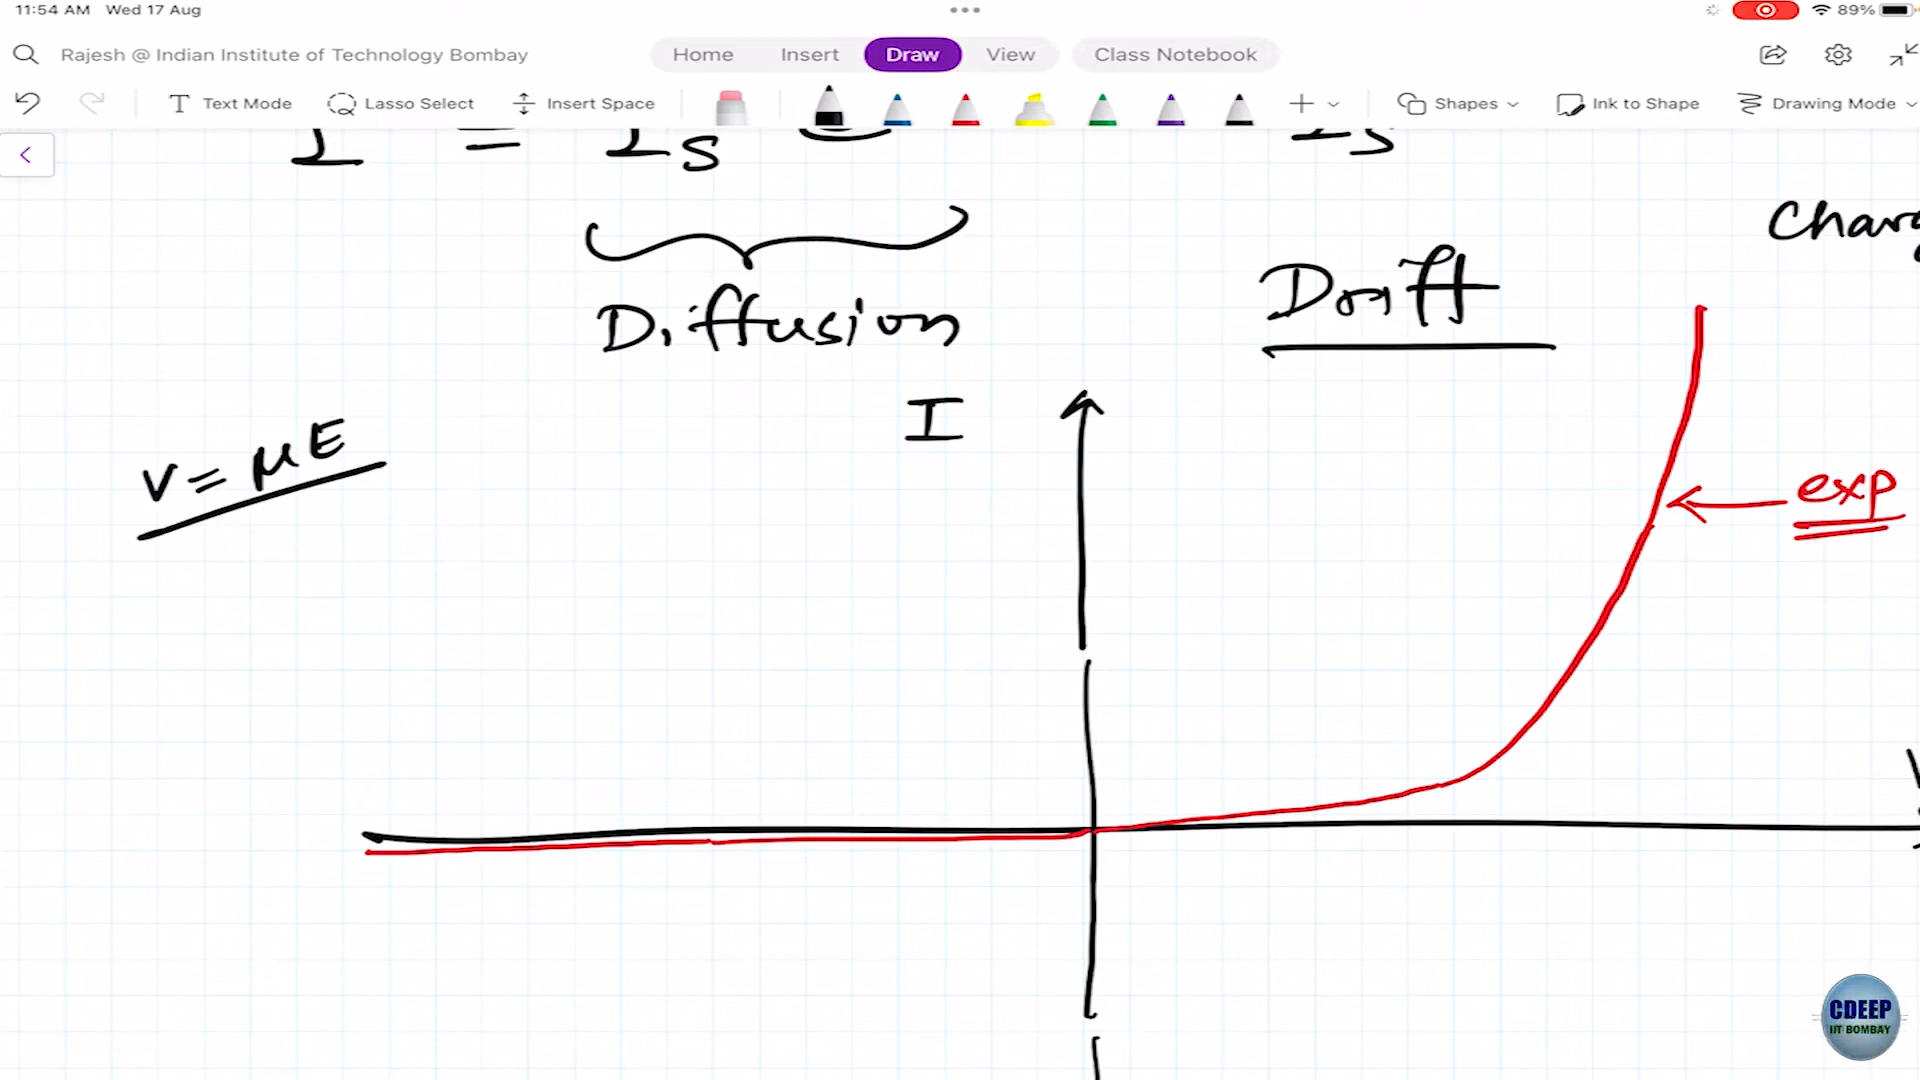 11:54 AM Wed 17 Aug
89%
Rajesh @ Indian Institute of Technology Bombay
Home Insert Draw View Class Notebook
Text Mode Lasso Select Insert Space Shapes Ink to Shape Drawing Mode
I = Is
Is
Diffusion
Drift
I
v = μE
exp
CDEEP
IIT BOMBAY